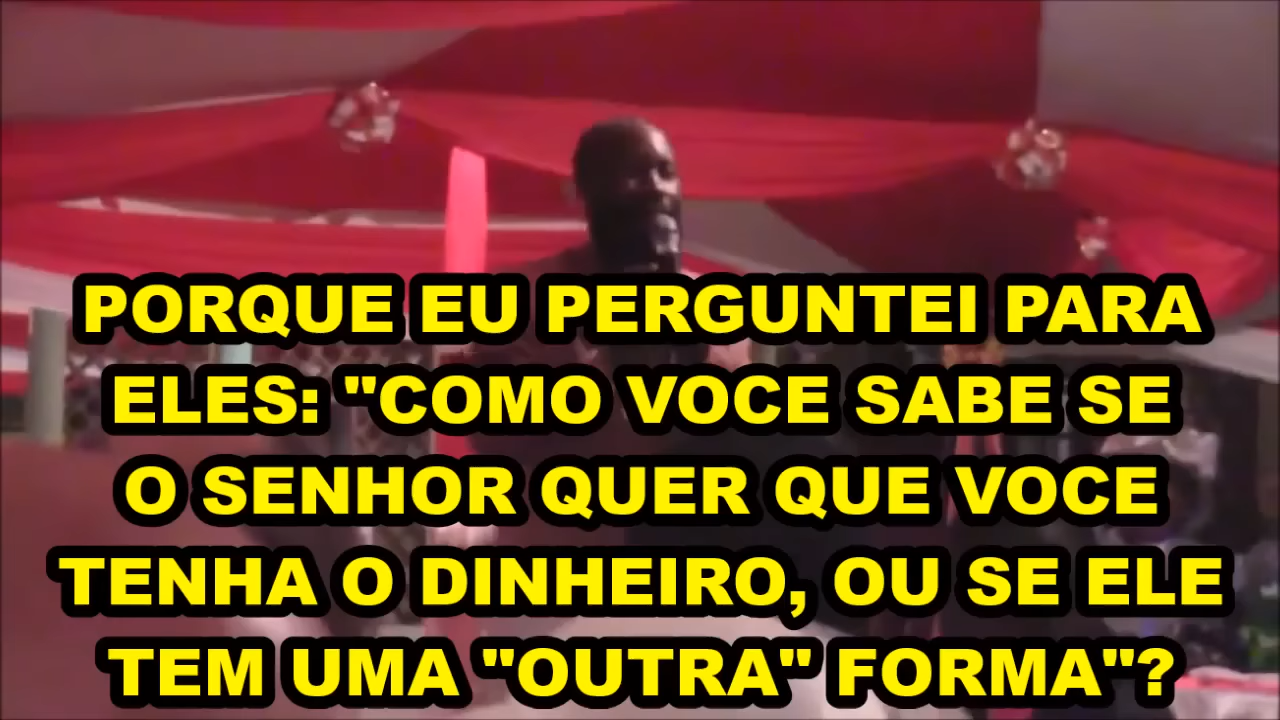 PORQUE EU PERGUNTEI PARA
ELES: "COMO VOCE SABE SE
O SENHOR QUER QUE VOCE
TENHA O DINHEIRO, OU SE ELE
TEM UMA "OUTRA" FORMA"?